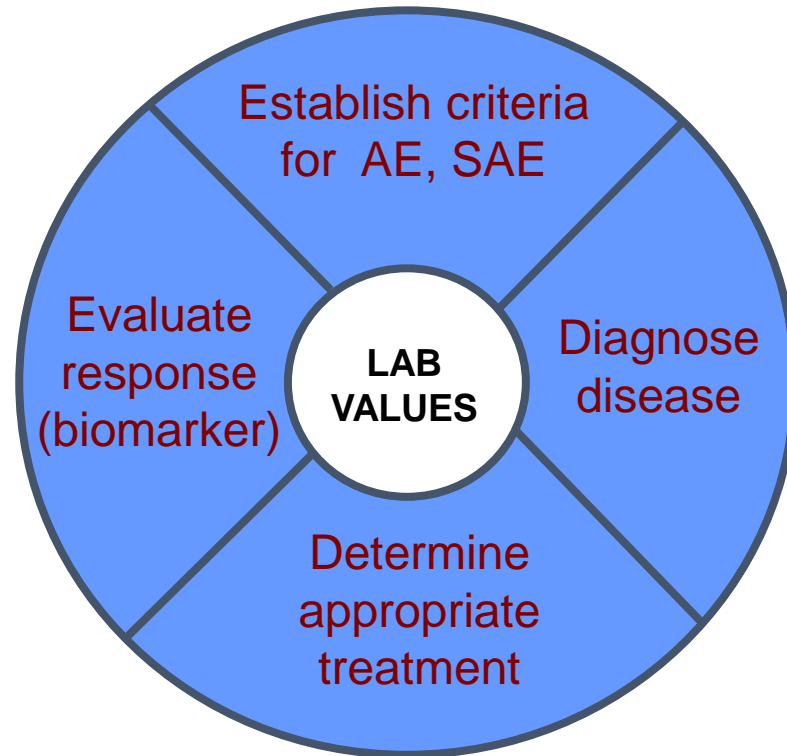 Establish criteria
for AE, SAE
Evaluate
response
(biomarker)
LAB
VALUES
Diagnose
disease
Determine
appropriate
treatment